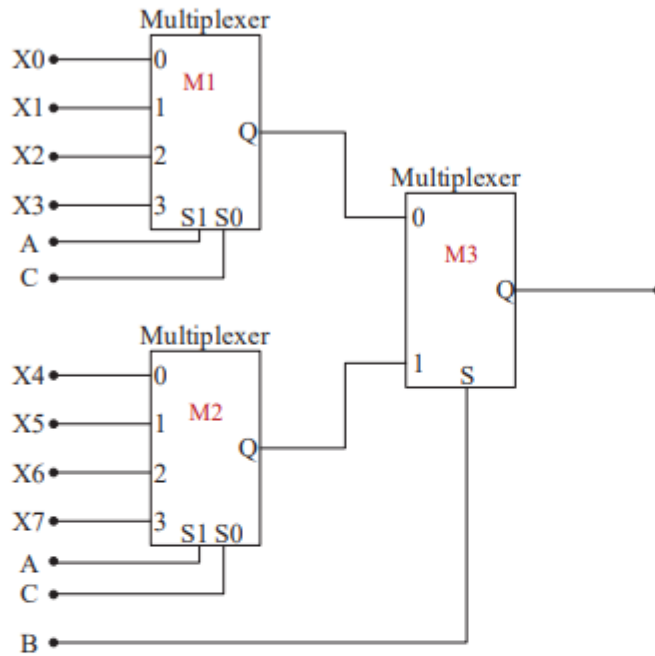 Multiplexer
X0 0
M1
X1 1
Q
X2 2
X3 3
S1 S0
A
C
Multiplexer
0
M3
Q
1
S
Multiplexer
X4 0
X5 1
M2
Q
X6 2
X7 3
S1 S0
A
C
B